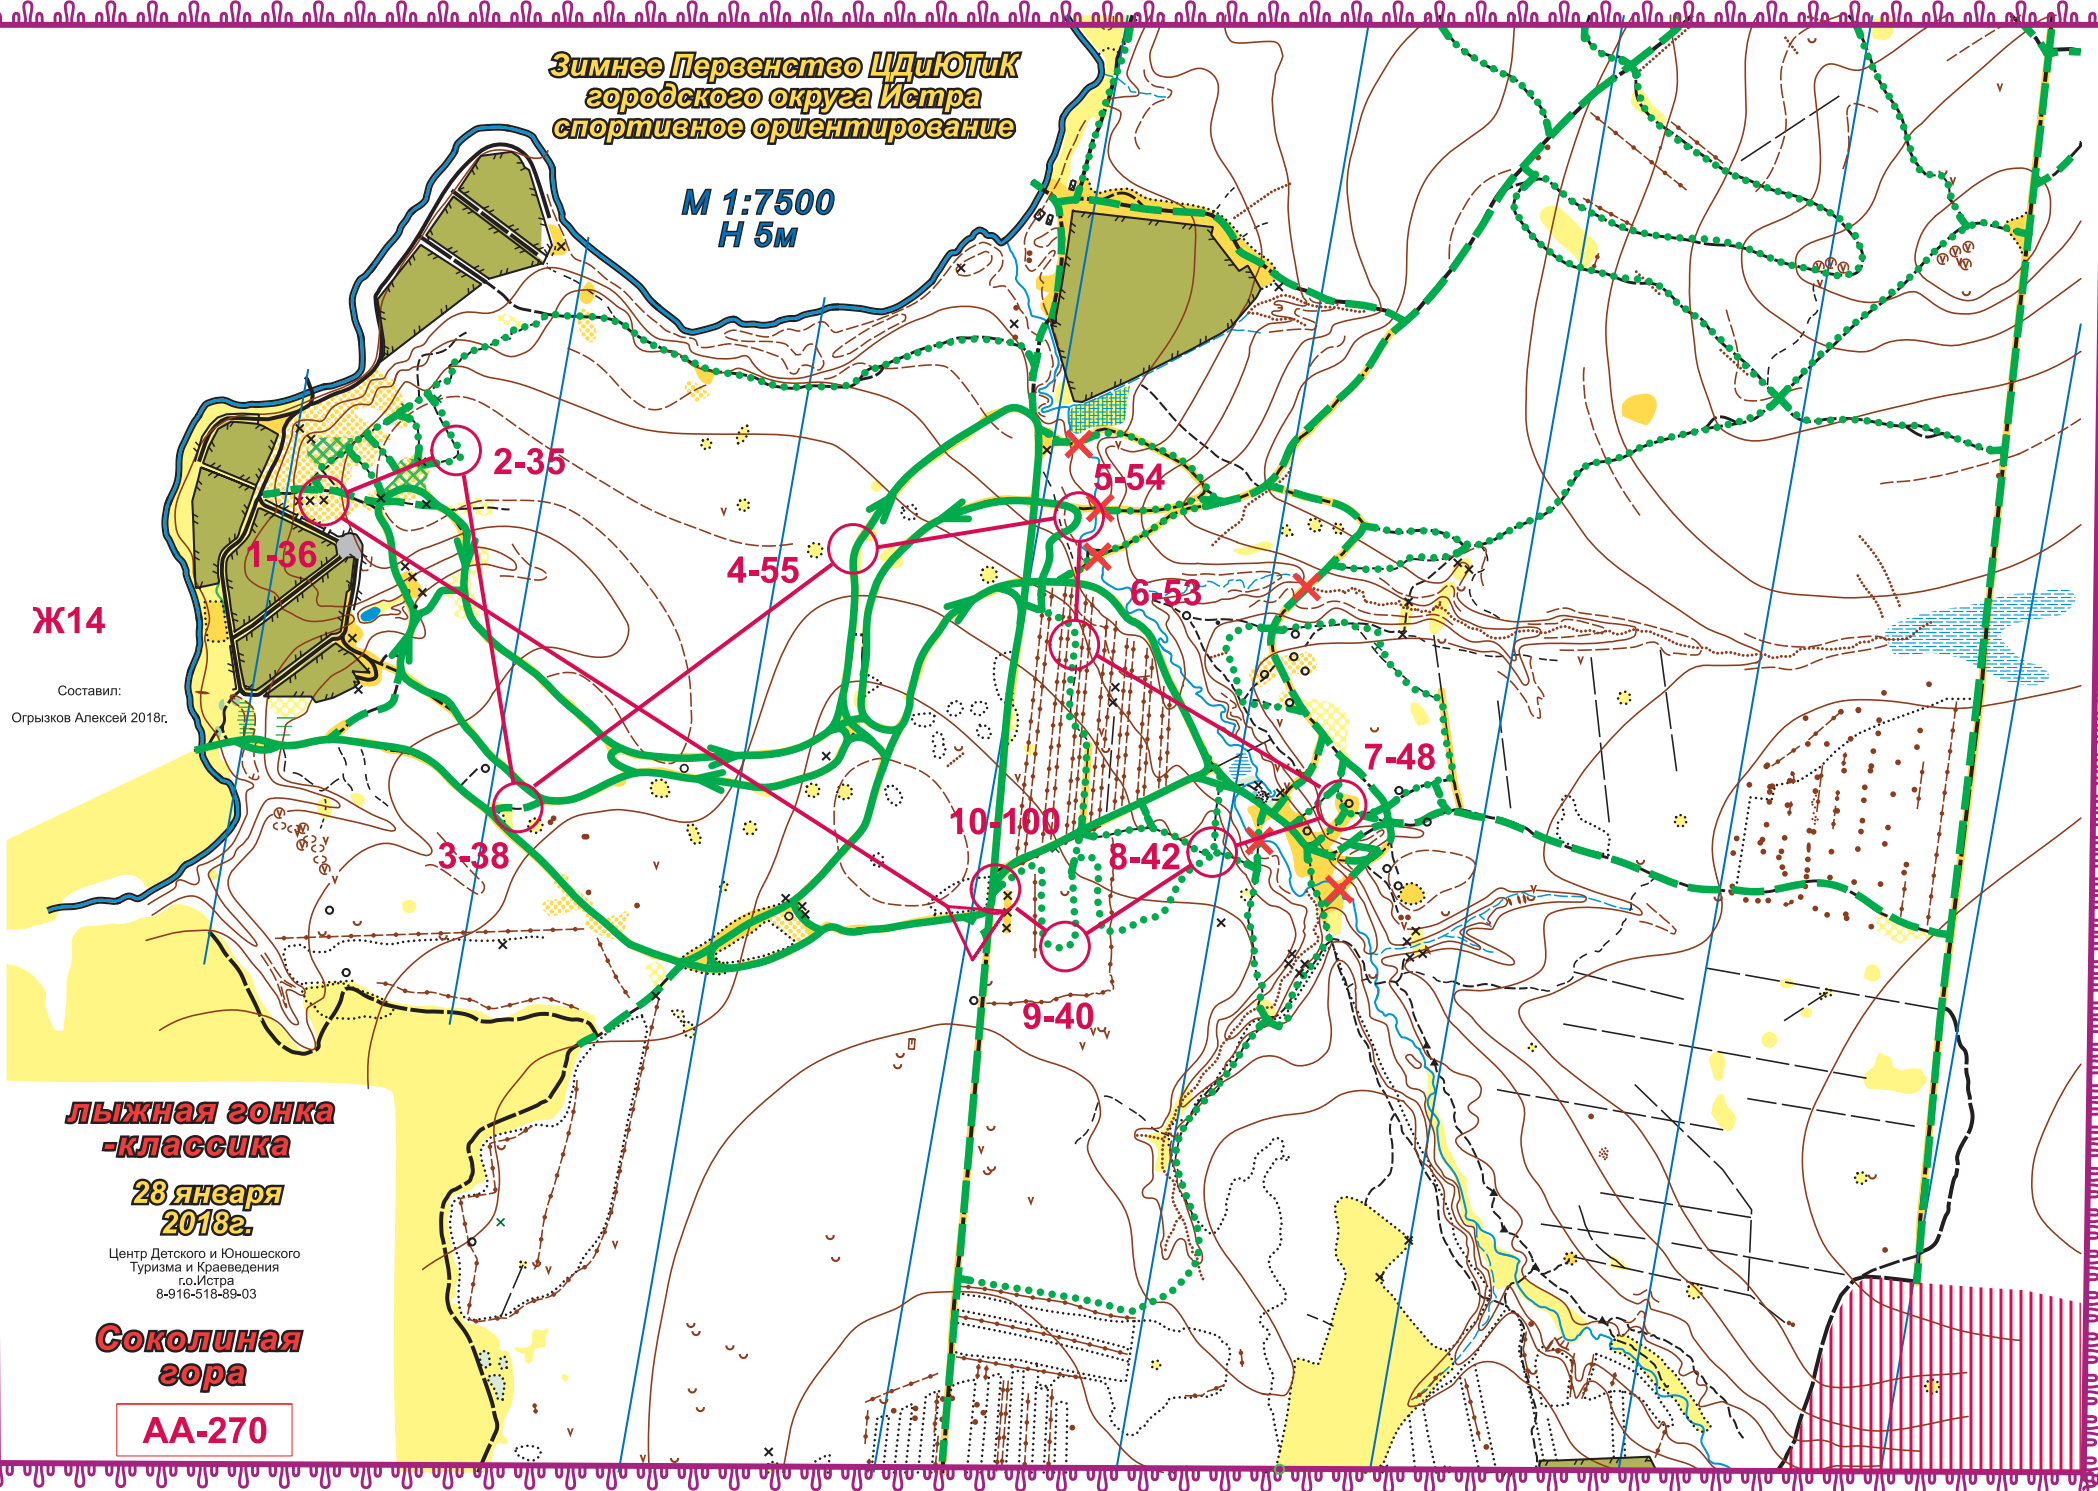 Зимнее Первенство ЦДиЮТиК
городского округа Истра
спортивное ориентирование
М 1:7500
Н 5м
2-35
5-54
1-36
4-55
6-53
Ж14
Составил:
Огрызков Алексей 2018г.
7-48
10-100
3-38
8-42
9-40
лыжная гонка
-классика
28 января
2018г.
Центр Детского и Юношеского
Туризма и Краеведения
г.о.Истра
8-916-518-89-03
Соколиная
гора
АА-270